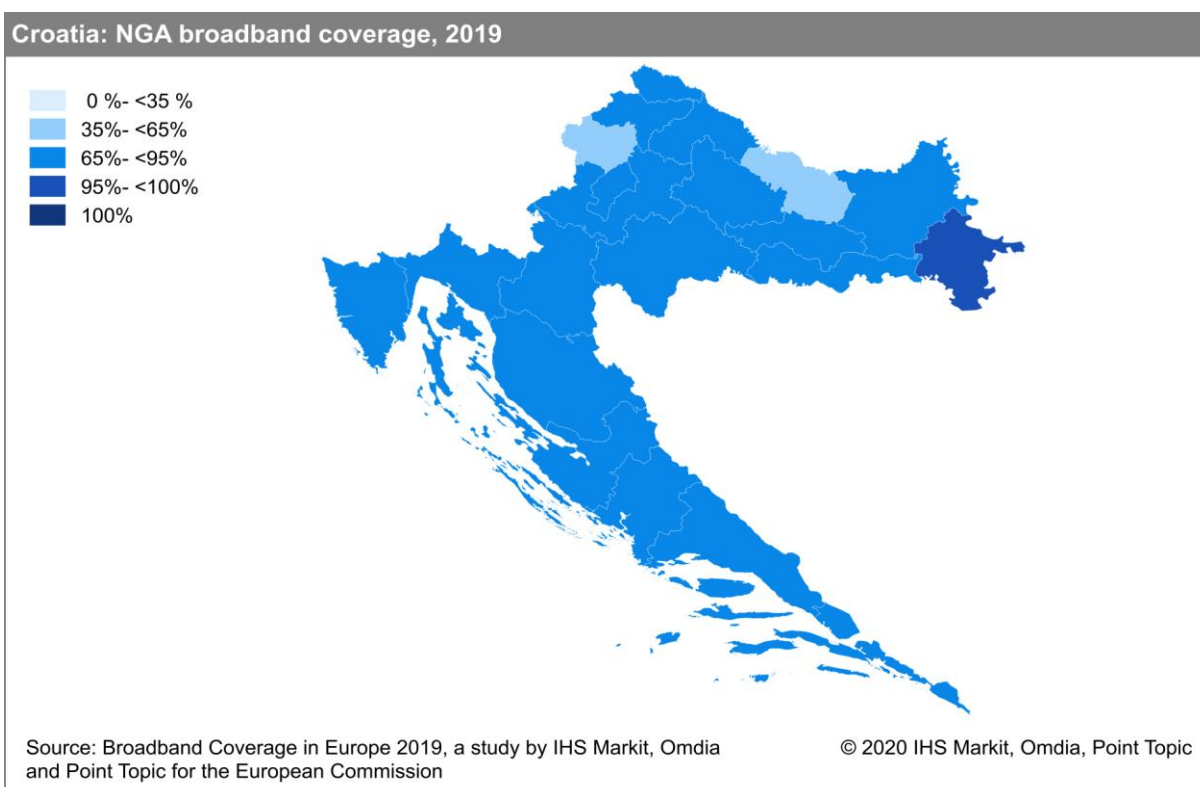 Croatia: NGA broadband coverage, 2019
0 %- <35 %
35%- <65%
65%- <95%
95%- <100%
100%
Source: Broadband Coverage in Europe 2019, a study by IHS Markit, Omdia
and Point Topic for the European Commission
© 2020 IHS Markit, Omdia, Point Topic